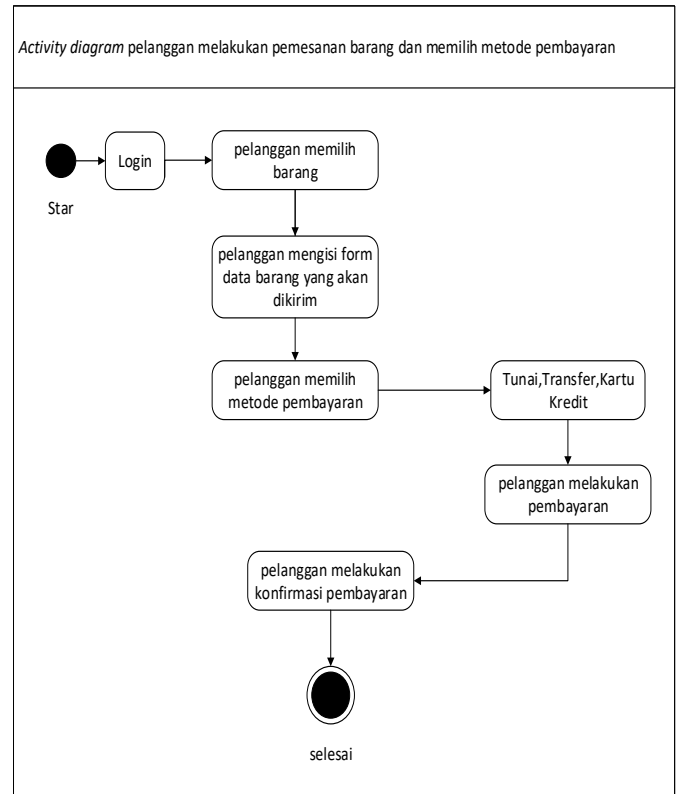 Activity diagram pelanggan melakukan pemesanan barang dan memilih metode pembayaran
Login
pelanggan memilih
barang
Star
pelanggan mengisi form
data barang yang akan
dikirim
pelanggan memilih
metode pembayaran
Tunai,Transfer,Kartu
Kredit
pelanggan melakukan
pembayaran
pelanggan melakukan
konfirmasi pembayaran
selesai